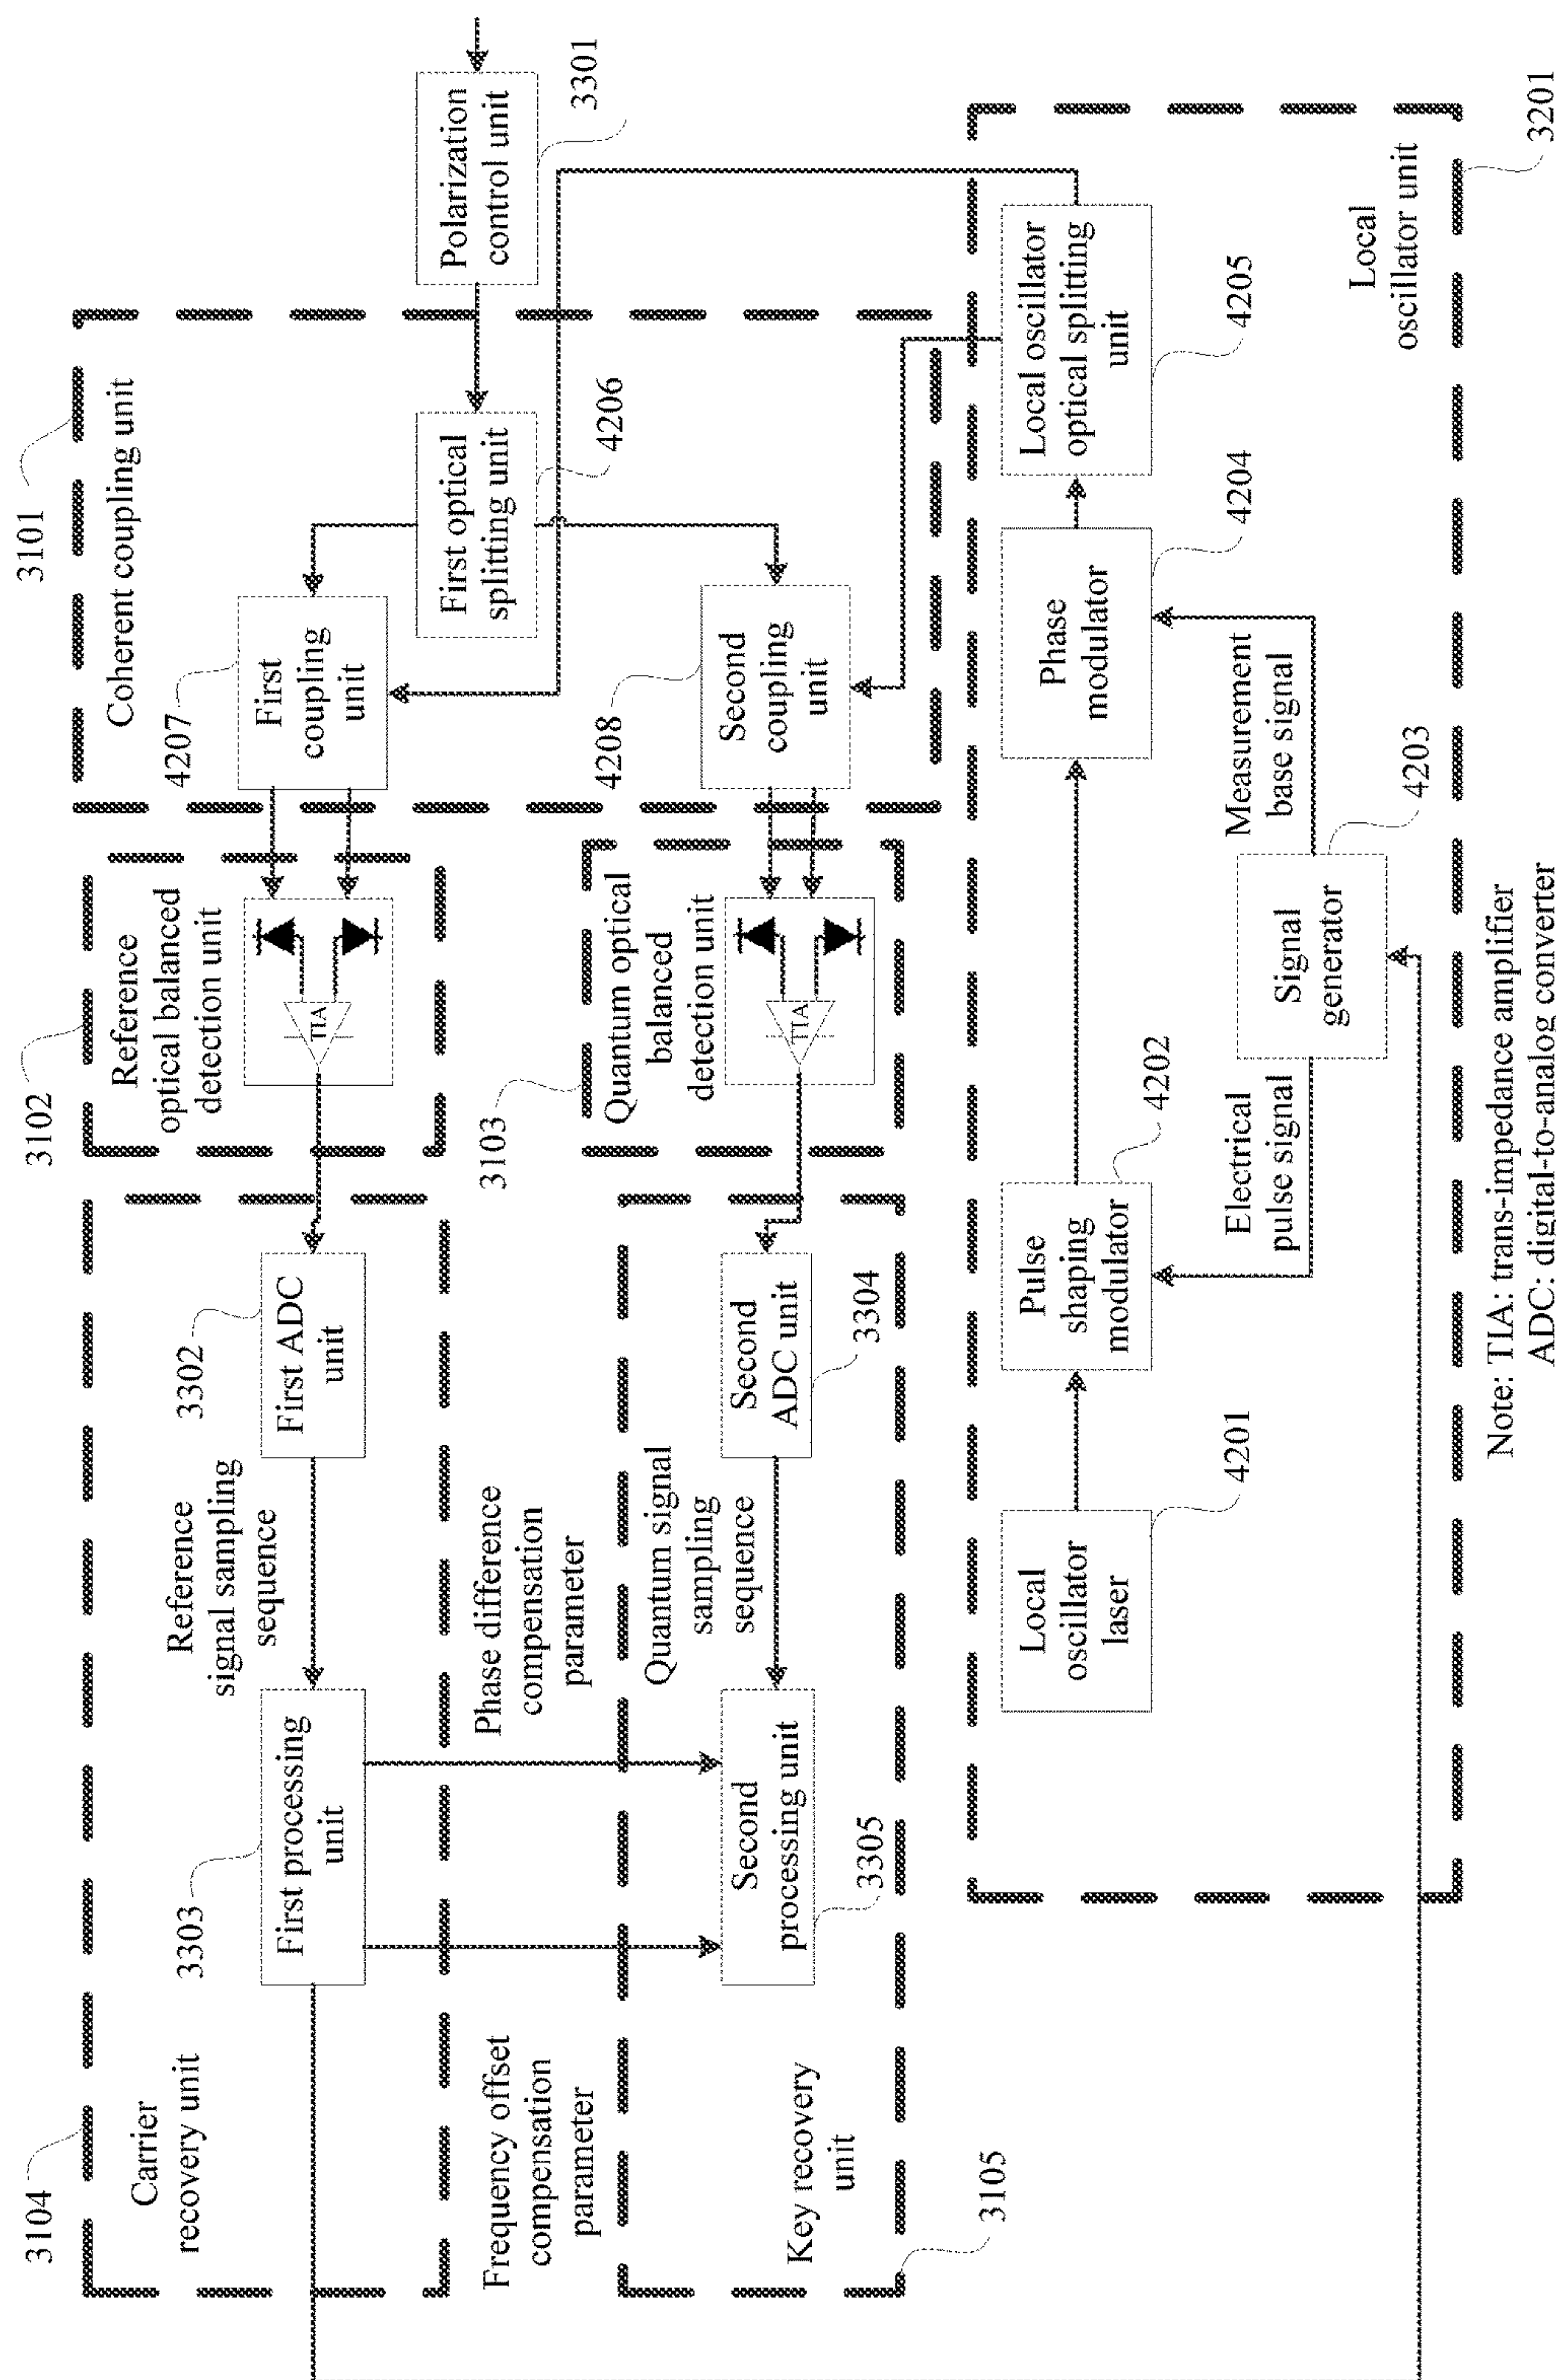 3104
Carrier
recovery unit
3303
First processing
unit
Reference
signal sampling
sequence
3302
First ADC
unit
3102
Reference
optical balanced
detection unit
TIA
3101
Coherent coupling unit
4207
First
coupling
unit
First optical
splitting unit
4206
Polarization
control unit
3301
Frequency offset
compensation
parameter
Phase difference
compensation
parameter
Key recovery
unit
3105
Second
processing unit
3305
Quantum signal
sampling
sequence
Second
ADC unit
3304
3103
Quantum optical
balanced
detection unit
TIA
4208
Second
coupling
unit
Local
oscillator
laser
4201
Pulse
shaping
modulator
4202
Phase
modulator
4204
Local oscillator
optical splitting
unit
4205
Electrical
pulse signal
Signal
generator
4203
Measurement
base signal
Local
oscillator unit
3201
Note: TIA: trans-impedance amplifier
ADC: digital-to-analog converter